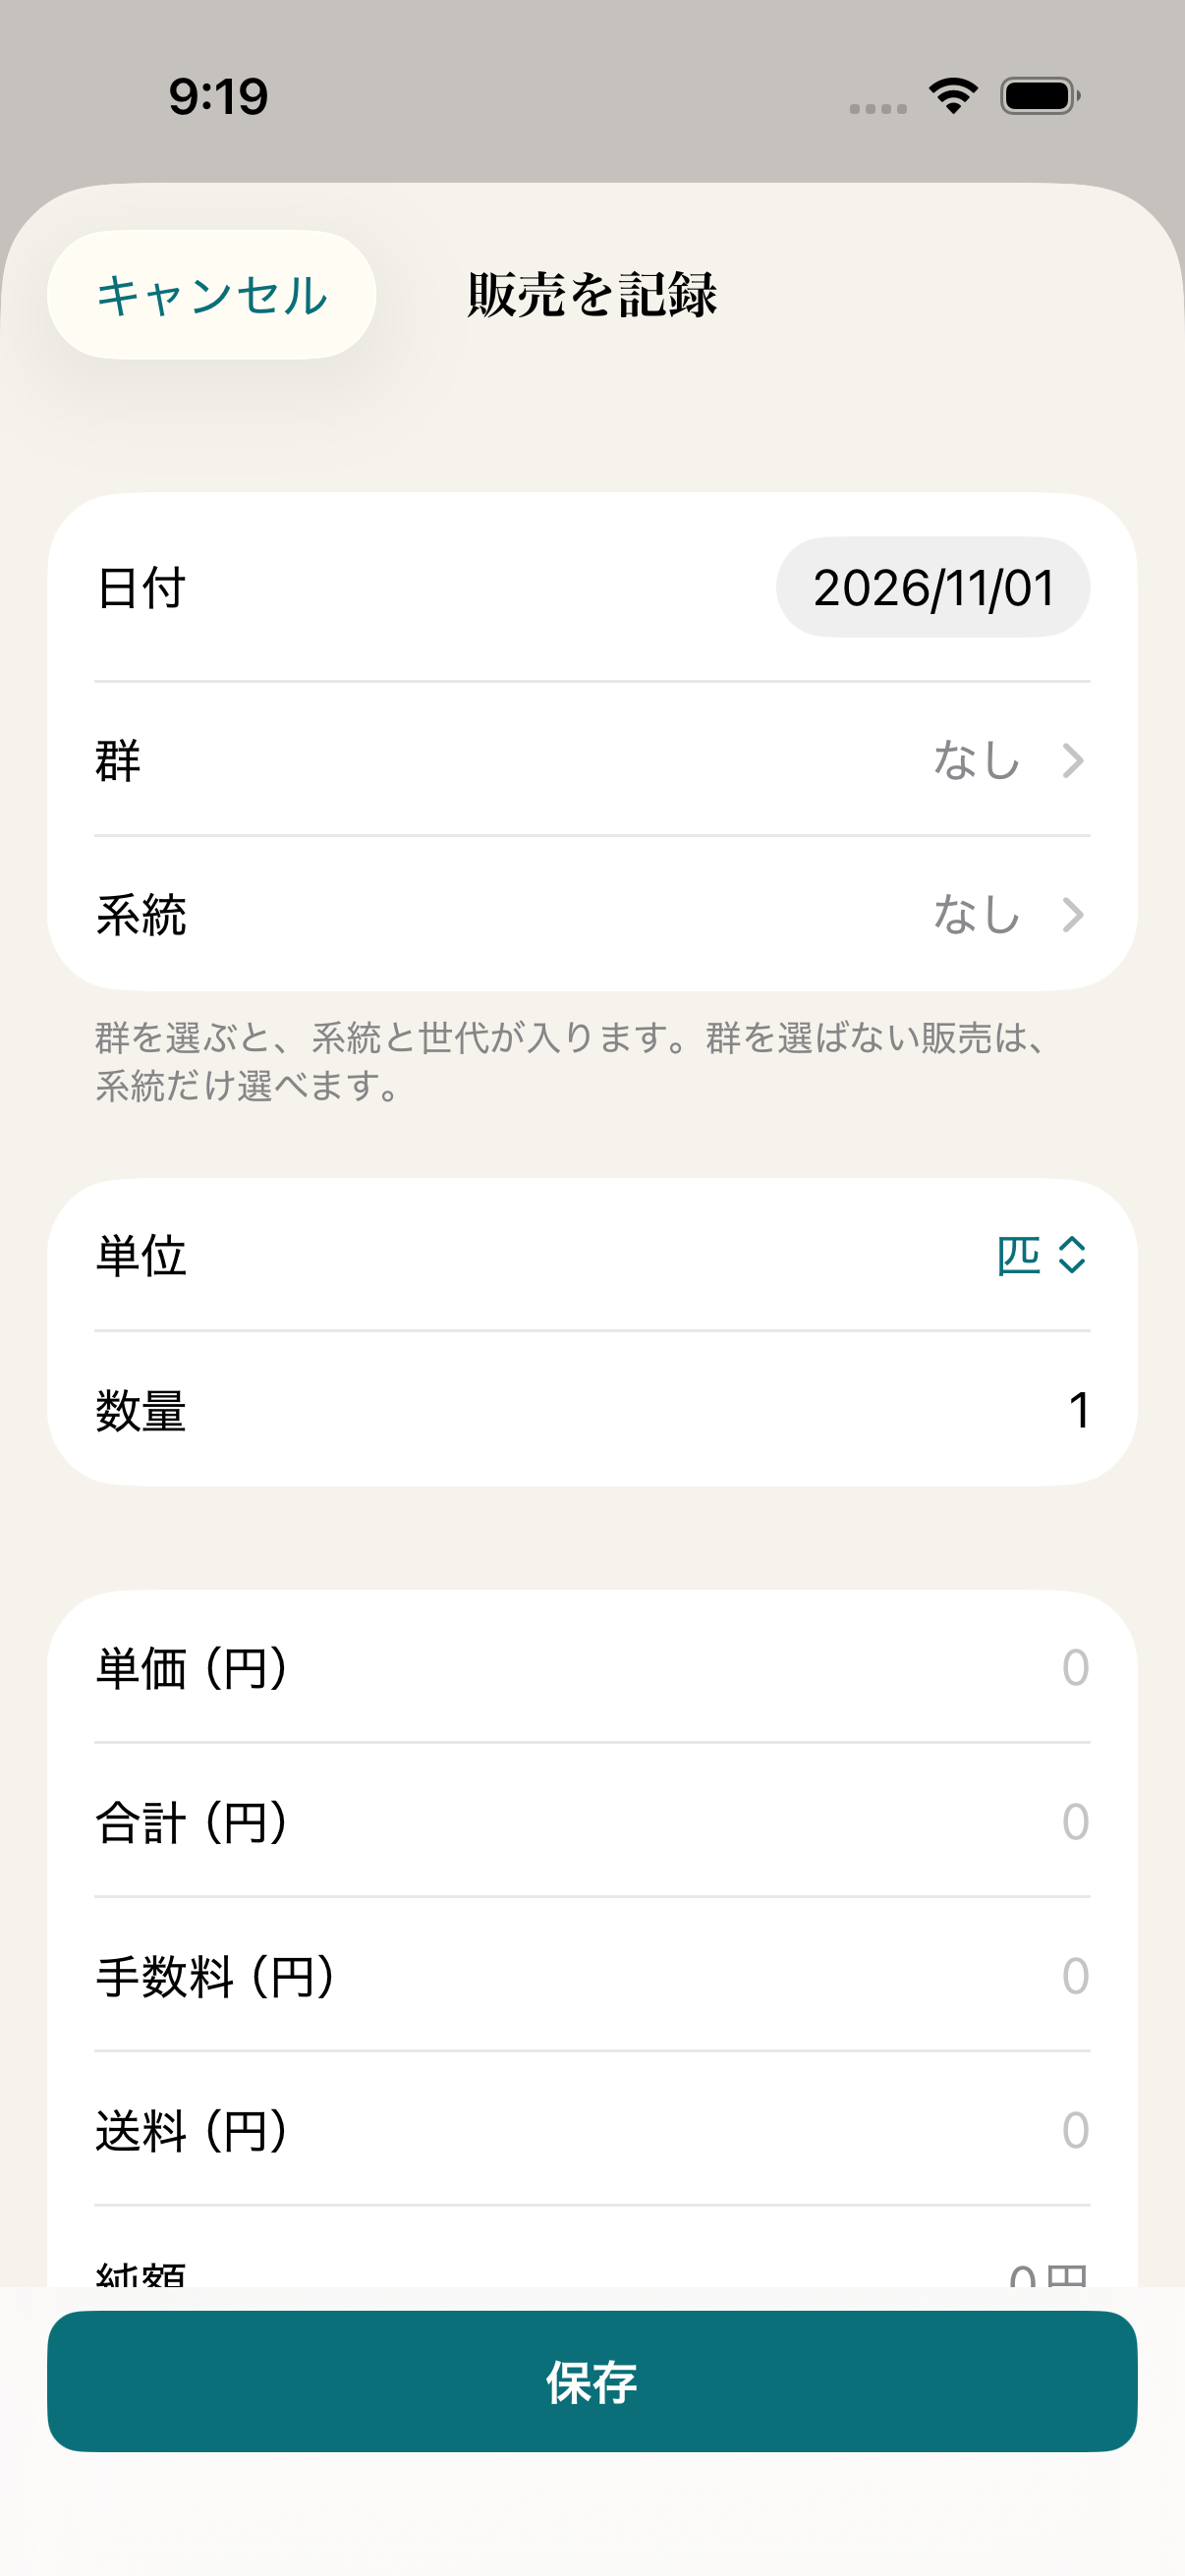 9:19
キャンセル
販売を記録
日付
2026/11/01
群
なし
系統
なし
群を選ぶと、系統と世代が入ります。群を選ばない販売は、
系統だけ選べます。
単位
匹
数量
1
単価（円）
0
合計（円）
0
手数料（円）
0
送料（円）
0
純額
0円
保存